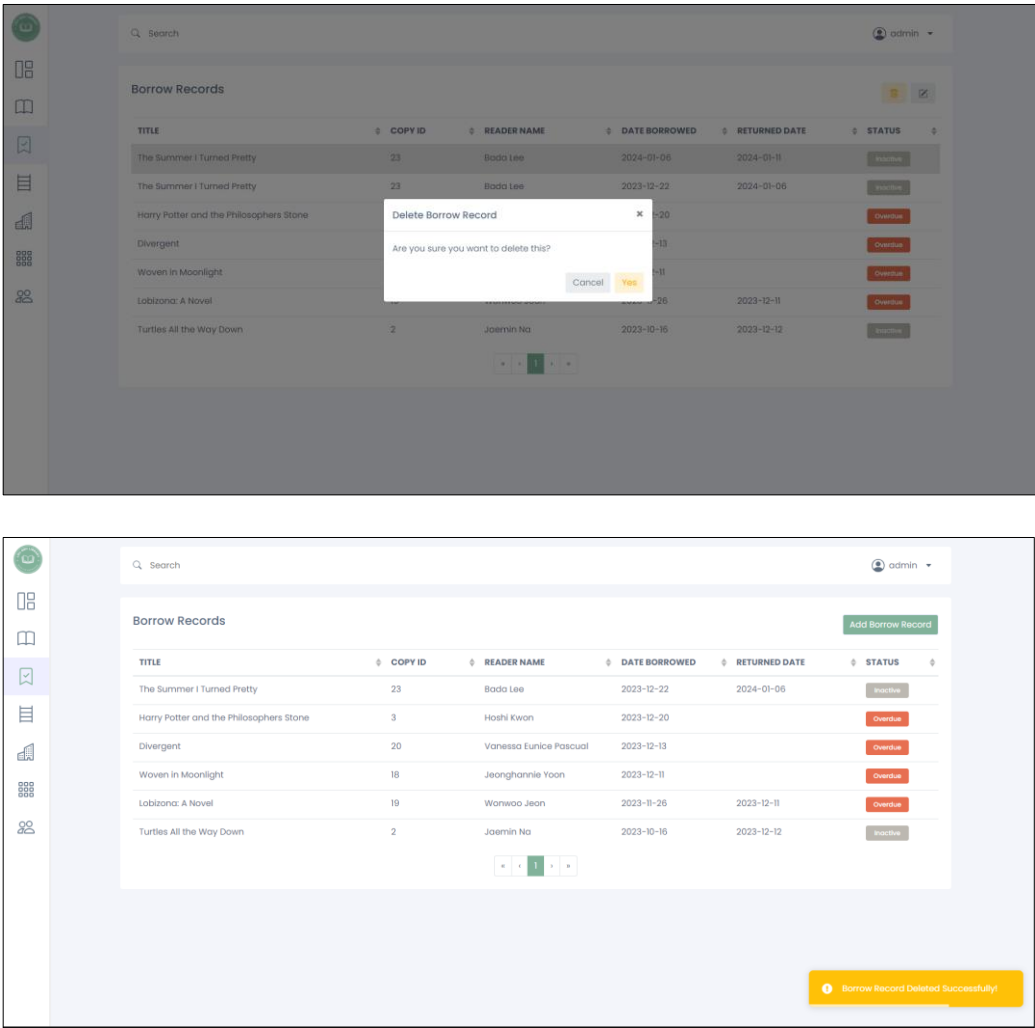 Search
admin
Borrow Records
TITLE COPY ID READER NAME DATE BORROWED RETURNED DATE STATUS
The Summer I Turned Pretty 23 Bada Lee 2024-01-06 2024-01-11 Inactive
The Summer I Turned Pretty 23 Bada Lee 2023-12-22 2024-01-06 Inactive
Harry Potter and the Philosophers Stone -20 Overdue
Divergent -13 Overdue
Woven in Moonlight -11 Overdue
Lobizona: A Novel -26 2023-12-11 Overdue
Turtles All the Way Down 2 Jaemin Na 2023-10-16 2023-12-12 Inactive
Delete Borrow Record ×
Are you sure you want to delete this?
Cancel Yes
« ‹ 1 › »
Search
admin
Borrow Records
Add Borrow Record
TITLE COPY ID READER NAME DATE BORROWED RETURNED DATE STATUS
The Summer I Turned Pretty 23 Bada Lee 2023-12-22 2024-01-06 Inactive
Harry Potter and the Philosophers Stone 3 Hoshi Kwon 2023-12-20 Overdue
Divergent 20 Vanessa Eunice Pascual 2023-12-13 Overdue
Woven in Moonlight 18 Jeonghannie Yoon 2023-12-11 Overdue
Lobizona: A Novel 19 Wonwoo Jeon 2023-11-26 2023-12-11 Overdue
Turtles All the Way Down 2 Jaemin Na 2023-10-16 2023-12-12 Inactive
« ‹ 1 › »
Borrow Record Deleted Successfully!